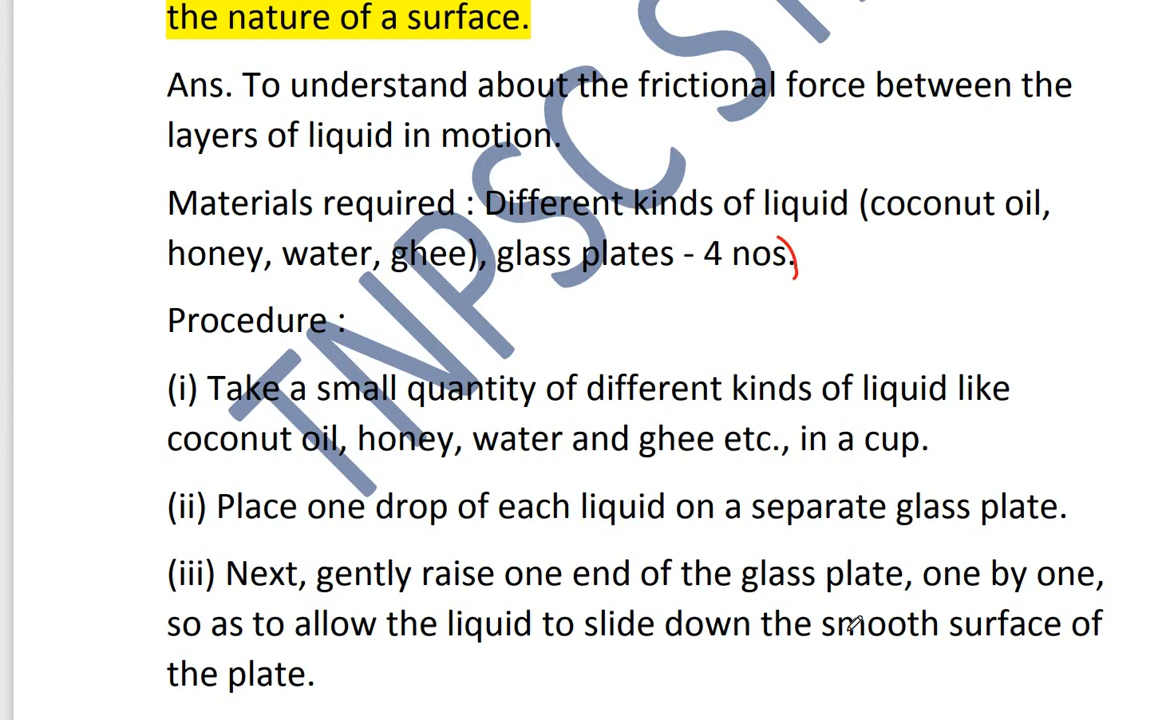 the nature of a surface.
Ans. To understand about the frictional force between the
layers of liquid in motion.
Materials required : Different kinds of liquid (coconut oil,
honey, water, ghee), glass plates - 4 nos.
Procedure :
(i) Take a small quantity of different kinds of liquid like
coconut oil, honey, water and ghee etc., in a cup.
(ii) Place one drop of each liquid on a separate glass plate.
(iii) Next, gently raise one end of the glass plate, one by one,
so as to allow the liquid to slide down the smooth surface of
the plate.
TNPSC